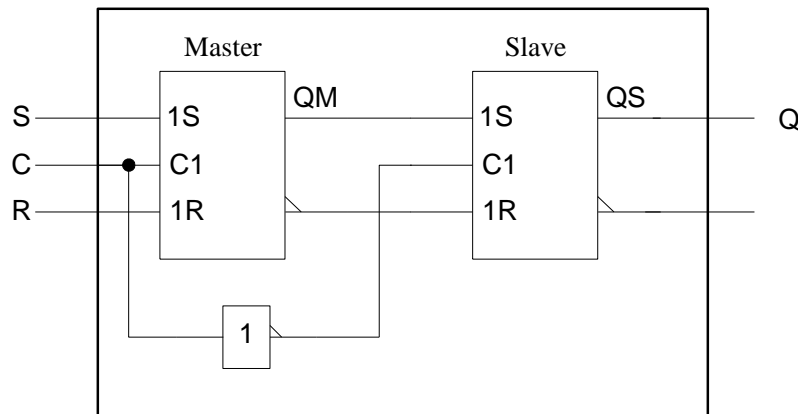 Master Slave
QM QS
S 1S 1S Q
C C1 C1
R 1R 1R
1